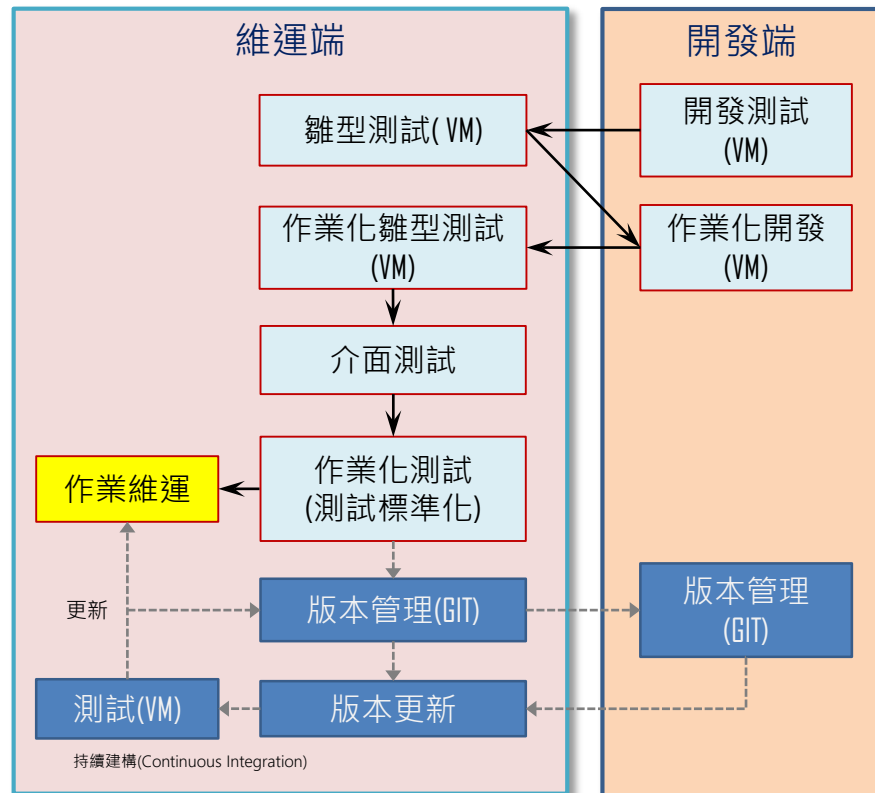 維運端
開發端
雛型測試( VM)
開發測試
(VM)
作業化雛型測試
(VM)
作業化開發
(VM)
介面測試
作業化測試
(測試標準化)
作業維運
更新
版本管理(GIT)
版本管理
(GIT)
測試(VM)
版本更新
持續建構(Continuous Integration)